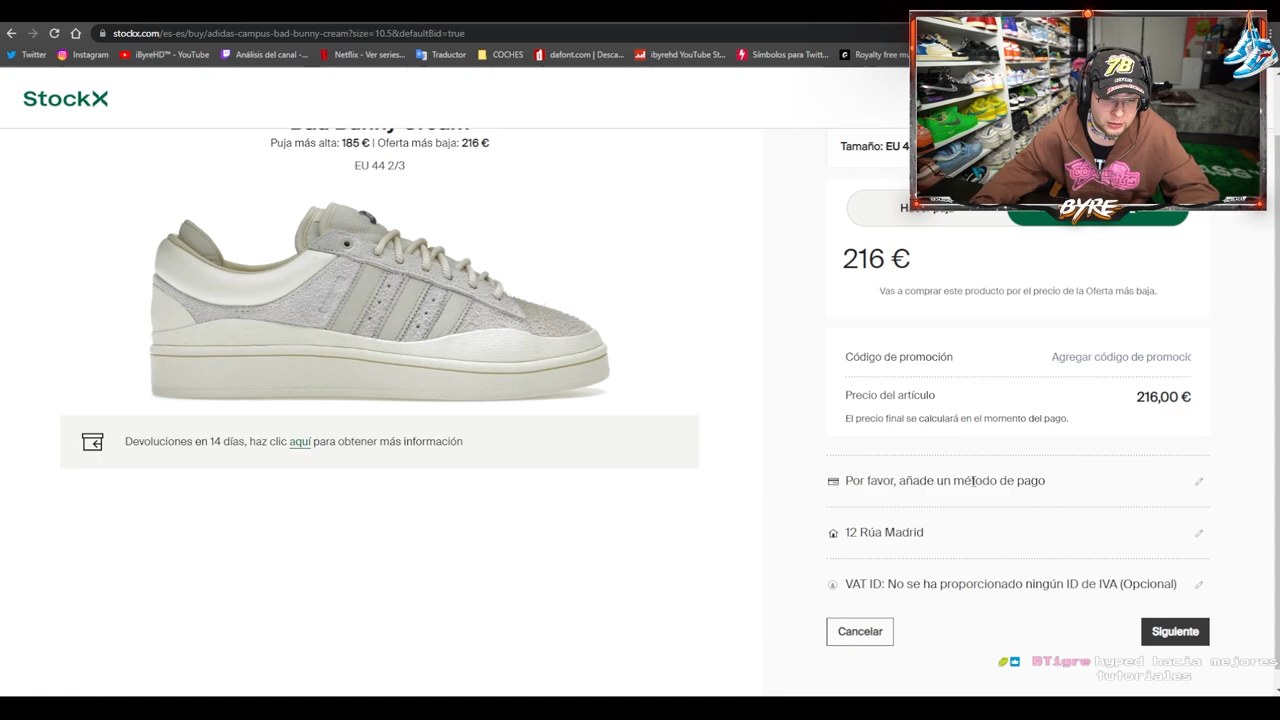 stockx.com/es-es/buy/adidas-campus-bad-bunny-cream?size=10.5&defaultBid=true
Twitter
Instagram
iByreHD™ - YouTube
Análisis del canal -...
Netflix - Ver series...
Traductor
COCHES
dafont.com | Desca...
ibyrehd YouTube St...
Símbolos para Twitt...
Royalty free mu
StockX
Bad Bunny Cream
Puja más alta: 185 € | Oferta más baja: 216 €
EU 44 2/3
Devoluciones en 14 días, haz clic aquí para obtener más información
Tamaño: EU 4
78
BYRE
216 €
Vas a comprar este producto por el precio de la Oferta más baja.
Código de promoción
Agregar código de promoció
Precio del artículo
216,00 €
El precio final se calculará en el momento del pago.
Por favor, añade un método de pago
12 Rúa Madrid
VAT ID: No se ha proporcionado ningún ID de IVA (Opcional)
Cancelar
Siguiente
BTigre hyped hacia mejores
tutoriales